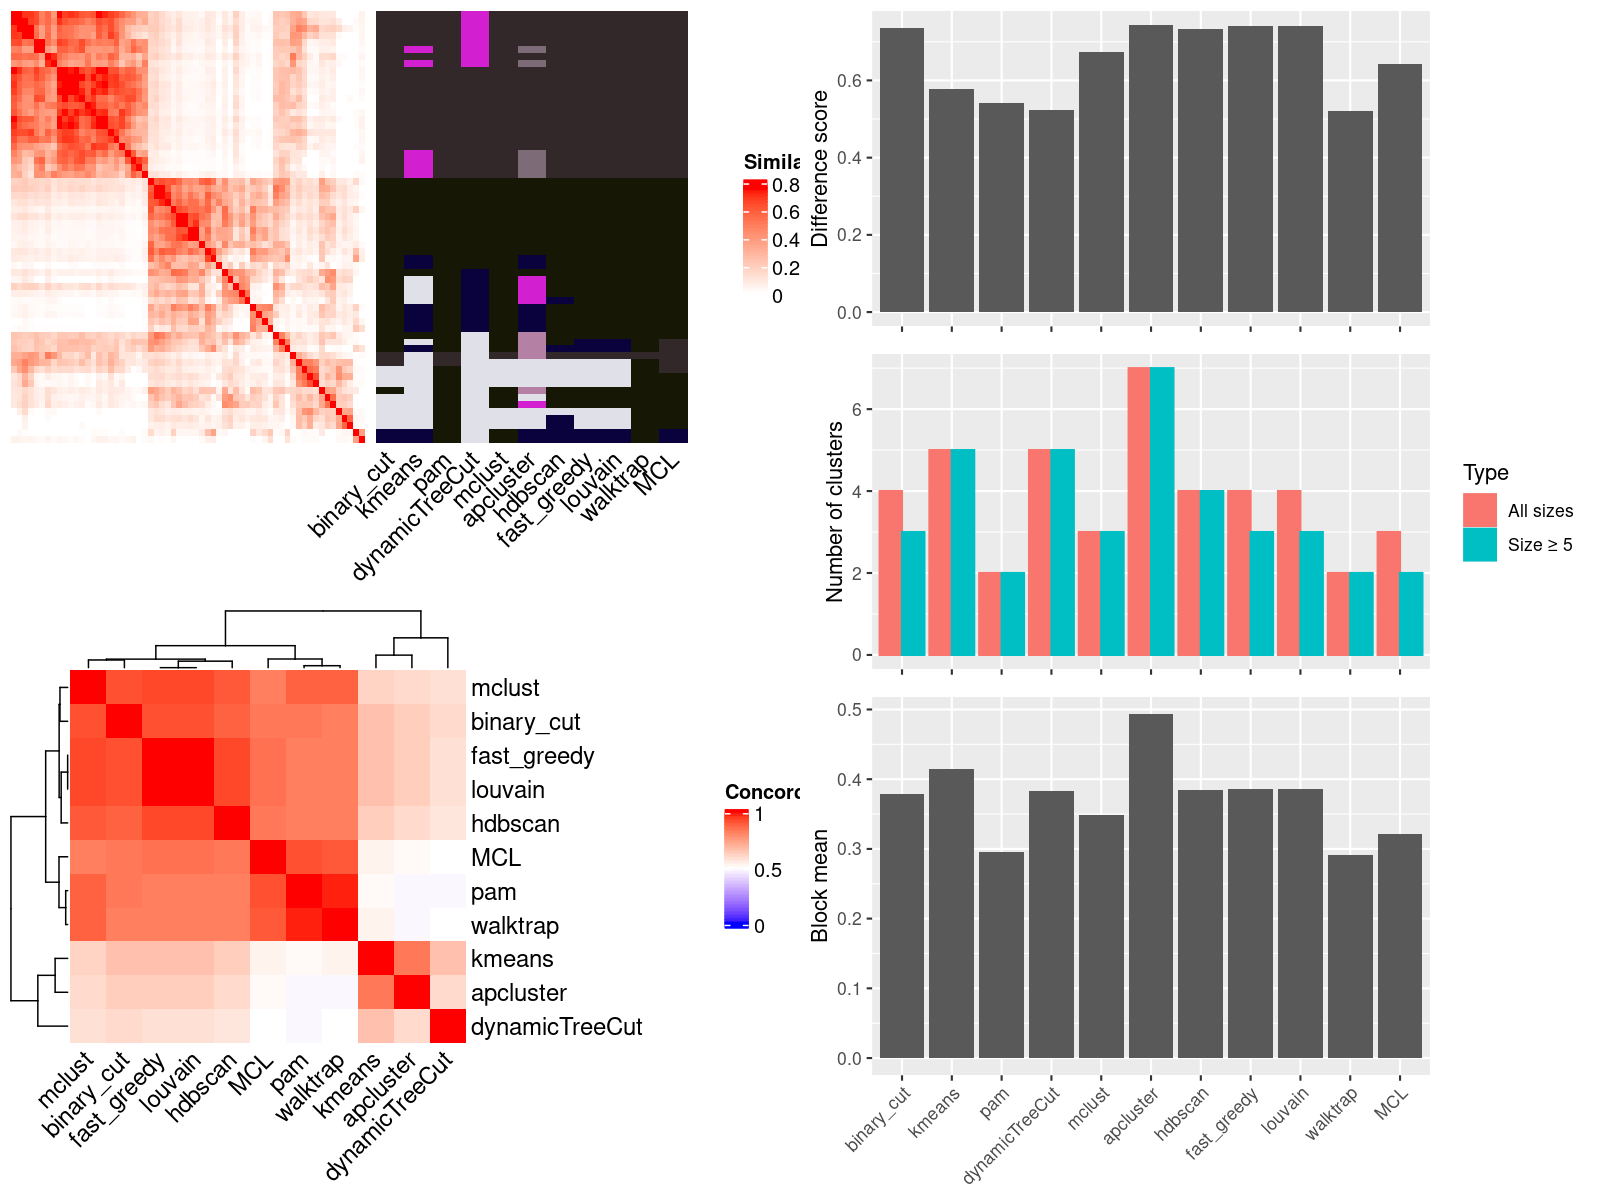 Simila
0.8
0.6
0.4
0.2
0
binary_cut
kmeans
pam
dynamicTreeCut
mclust
apcluster
hdbscan
fast_greedy
louvain
walktrap
MCL
mclust
binary_cut
fast_greedy
louvain
hdbscan
MCL
pam
walktrap
kmeans
apcluster
dynamicTreeCut
mclust
binary_cut
fast_greedy
louvain
hdbscan
MCL
pam
walktrap
kmeans
apcluster
dynamicTreeCut
Concord
1
0.5
0
Difference score
0.6
0.4
0.2
0.0
Number of clusters
6
4
2
0
Type
All sizes
Size ≥ 5
Block mean
0.5
0.4
0.3
0.2
0.1
0.0
binary_cut
kmeans
pam
dynamicTreeCut
mclust
apcluster
hdbscan
fast_greedy
louvain
walktrap
MCL